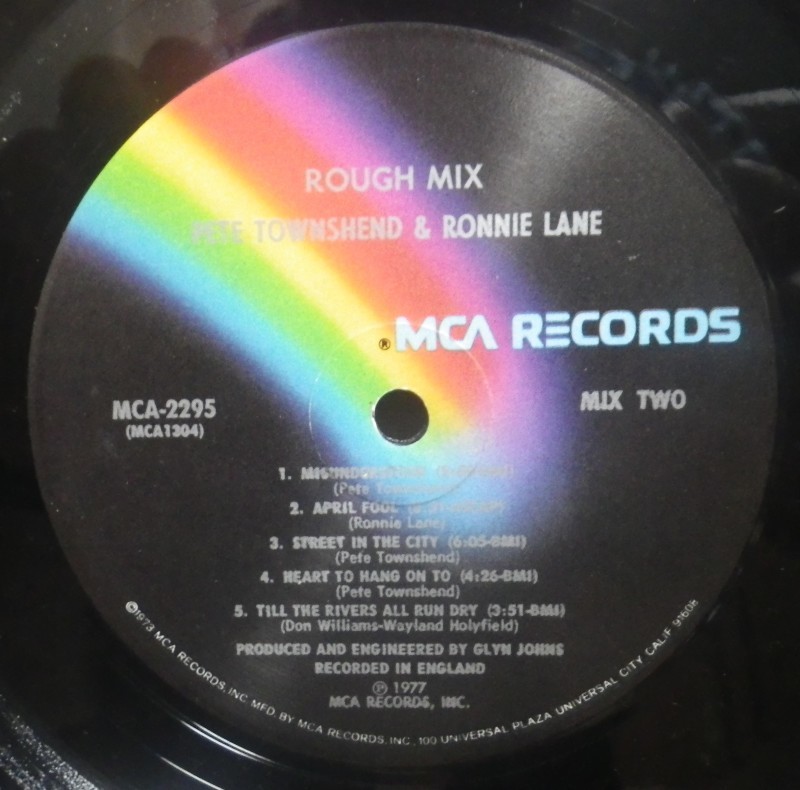 ROUGH MIX
PETE TOWNSHEND & RONNIE LANE
® MCA RECORDS
MCA-2295
(MCA1304)
MIX TWO
1. MISUNDERSTOOD
(Pete Townshend)
2. APRIL FOOL
(Ronnie Lane)
3. STREET IN THE CITY (6:05-BMI)
(Pete Townshend)
4. HEART TO HANG ON TO (4:26-BMI)
(Pete Townshend)
5. TILL THE RIVERS ALL RUN DRY (3:51-BMI)
(Don Williams-Wayland Holyfield)
PRODUCED AND ENGINEERED BY GLYN JOHNS
RECORDED IN ENGLAND
℗ 1977
MCA RECORDS, INC.
©1973 MCA RECORDS, INC. MFD. BY MCA RECORDS, INC., 100 UNIVERSAL PLAZA UNIVERSAL CITY, CALIF. 91608